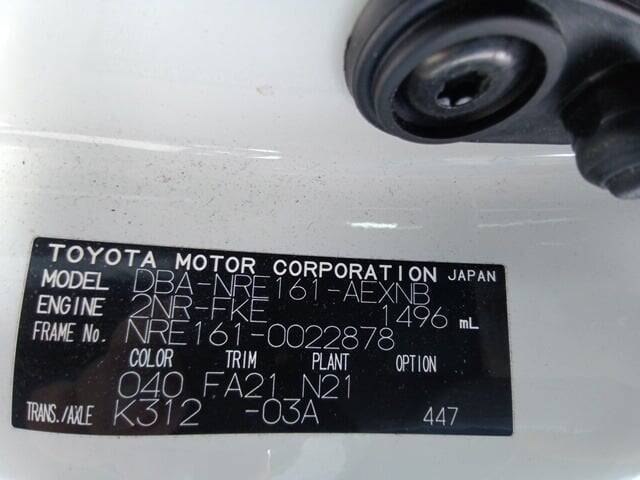 TOYOTA MOTOR CORPORATION JAPAN
MODEL DBA-NRE161-AEXNB
ENGINE 2NR-FKE 1496 mL
FRAME No. NRE161-0022878
COLOR TRIM PLANT OPTION
040 FA21 N21
TRANS./AXLE K312 -03A 447